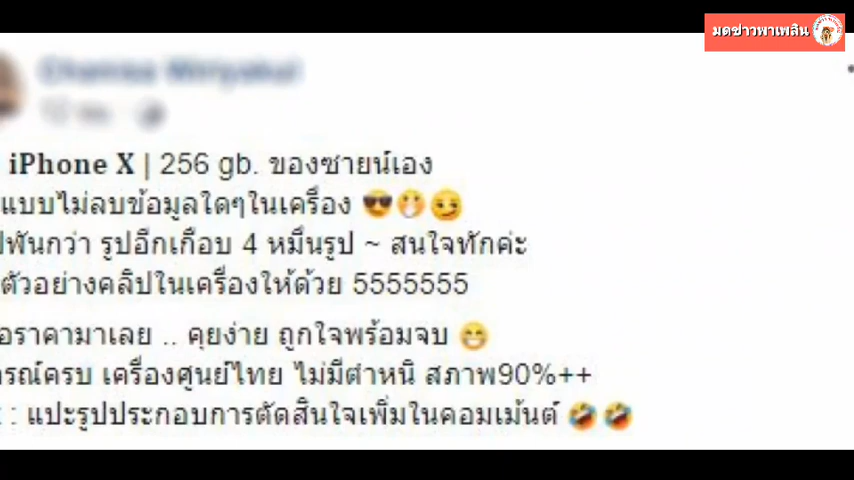 มดข่าวพาเพลิน
iPhone X | 256 gb. ของซายน์เอง
แบบไม่ลบข้อมูลใดๆในเครื่อง 😎🤭😏
พันกว่า รูปอีกเกือบ 4 หมื่นรูป ~ สนใจทักค่ะ
ตัวอย่างคลิปในเครื่องให้ด้วย 5555555
ราคามาเลย .. คุยง่าย ถูกใจพร้อมจบ 😁
ครบ เครื่องศูนย์ไทย ไม่มีตำหนิ สภาพ90%++
: แปะรูปประกอบการตัดสินใจเพิ่มในคอมเม้นต์ 🤣🤣